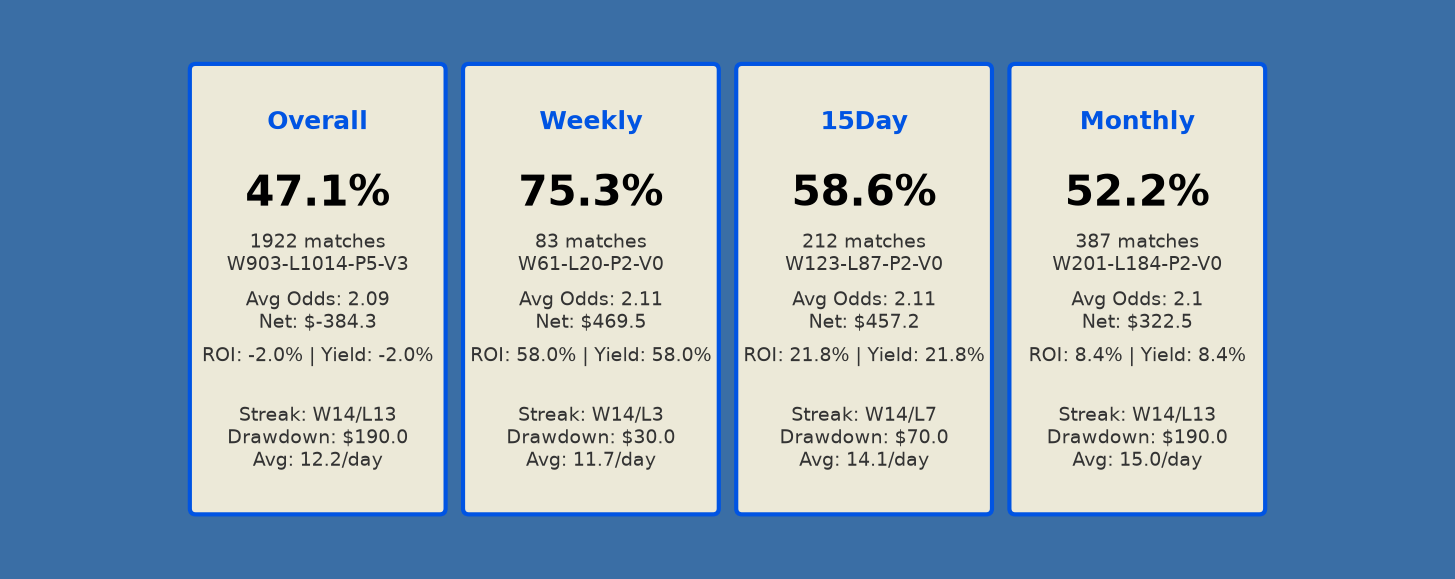 Overall
47.1%
1922 matches
W903-L1014-P5-V3
Avg Odds: 2.09
Net: $-384.3
ROI: -2.0% | Yield: -2.0%
Streak: W14/L13
Drawdown: $190.0
Avg: 12.2/day
Weekly
75.3%
83 matches
W61-L20-P2-V0
Avg Odds: 2.11
Net: $469.5
ROI: 58.0% | Yield: 58.0%
Streak: W14/L3
Drawdown: $30.0
Avg: 11.7/day
15Day
58.6%
212 matches
W123-L87-P2-V0
Avg Odds: 2.11
Net: $457.2
ROI: 21.8% | Yield: 21.8%
Streak: W14/L7
Drawdown: $70.0
Avg: 14.1/day
Monthly
52.2%
387 matches
W201-L184-P2-V0
Avg Odds: 2.1
Net: $322.5
ROI: 8.4% | Yield: 8.4%
Streak: W14/L13
Drawdown: $190.0
Avg: 15.0/day